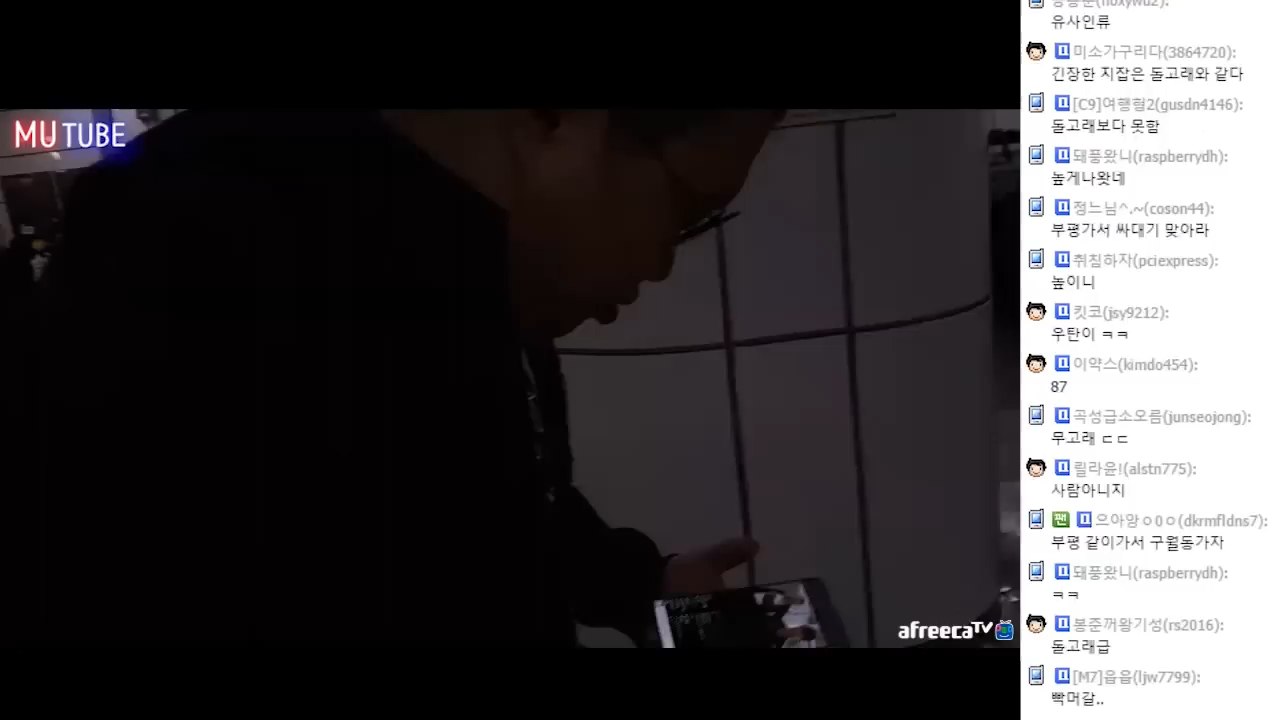 MU TUBE
afreecaTV
유사인류
미소가구리다(3864720):
긴장한 지잡은 돌고래와 같다
[C9]여행형2(gusdn4146):
돌고래보다 못함
돼풍왔니(raspberrydh):
높게나왓네
정느님^.~(coson44):
부평가서 싸대기 맞아라
취침하자(pciexpress):
높이니
킷코(jsy9212):
우탄이 ㅋㅋ
이약스(kimdo454):
87
곡성급소오름(junseojong):
무고래 ㄷㄷ
릴라윤!(alstn775):
사람아니지
팬 으아앙ㅇ0ㅇ(dkrmfldns7):
부평 같이가서 구월동가자
돼풍왔니(raspberrydh):
ㅋㅋ
봉준꺼왕기성(rs2016):
돌고래급
[M7]읍읍(ljw7799):
빡머갈..